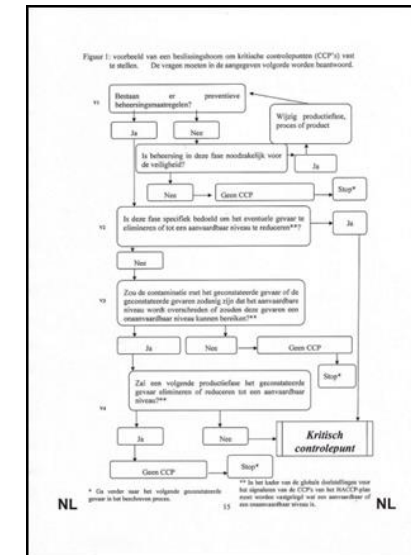 Figuur 1: voorbeeld van een beslissingsboom om kritische controlepunten (CCP's) vast
te stellen. De vragen moeten in de aangegeven volgorde worden beantwoord.
V1
Bestaan er preventieve
beheersingsmaatregelen?
Wijzig productiefase,
proces of product
Ja
Nee
Is beheersing in deze fase noodzakelijk voor
de veiligheid?
Ja
Nee
Geen CCP
Stop*
V2
Is deze fase specifiek bedoeld om het eventuele gevaar te
elimineren of tot een aanvaardbaar niveau te reduceren**?
Ja
Nee
V3
Zou de contaminatie met het geconstateerde gevaar of de
geconstateerde gevaren zodanig zijn dat het aanvaardbare
niveau wordt overschreden of zouden deze gevaren een
onaanvaardbaar niveau kunnen bereiken?**
Ja
Nee
Geen CCP
Stop*
V4
Zal een volgende productiefase het geconstateerde
gevaar elimineren of reduceren tot een aanvaardbaar
niveau?**
Ja
Nee
Kritisch
controlepunt
Geen CCP
Stop*
* Ga verder naar het volgende geconstateerde
gevaar in het beschreven proces.
** In het kader van de globale doelstellingen voor
het signaleren van de CCP's van het HACCP-plan
moet worden vastgelegd wat een aanvaardbaar of
een onaanvaardbaar niveau is.
NL
15
NL